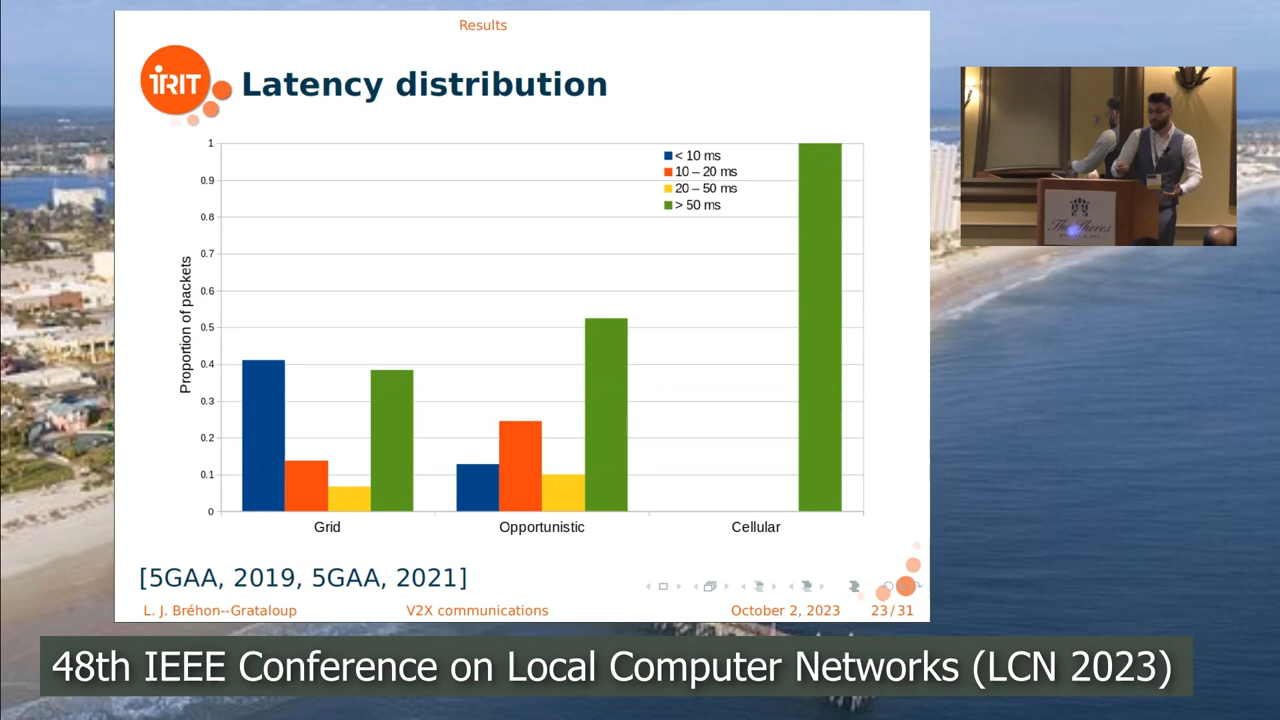 Results
iRIT
Latency distribution
1
0.9
0.8
0.7
0.6
0.5
0.4
0.3
0.2
0.1
0
Proportion of packets
< 10 ms
10 – 20 ms
20 – 50 ms
> 50 ms
Grid Opportunistic Cellular
[5GAA, 2019, 5GAA, 2021]
L. J. Bréhon--Grataloup V2X communications October 2, 2023 23/31
The Shores
48th IEEE Conference on Local Computer Networks (LCN 2023)